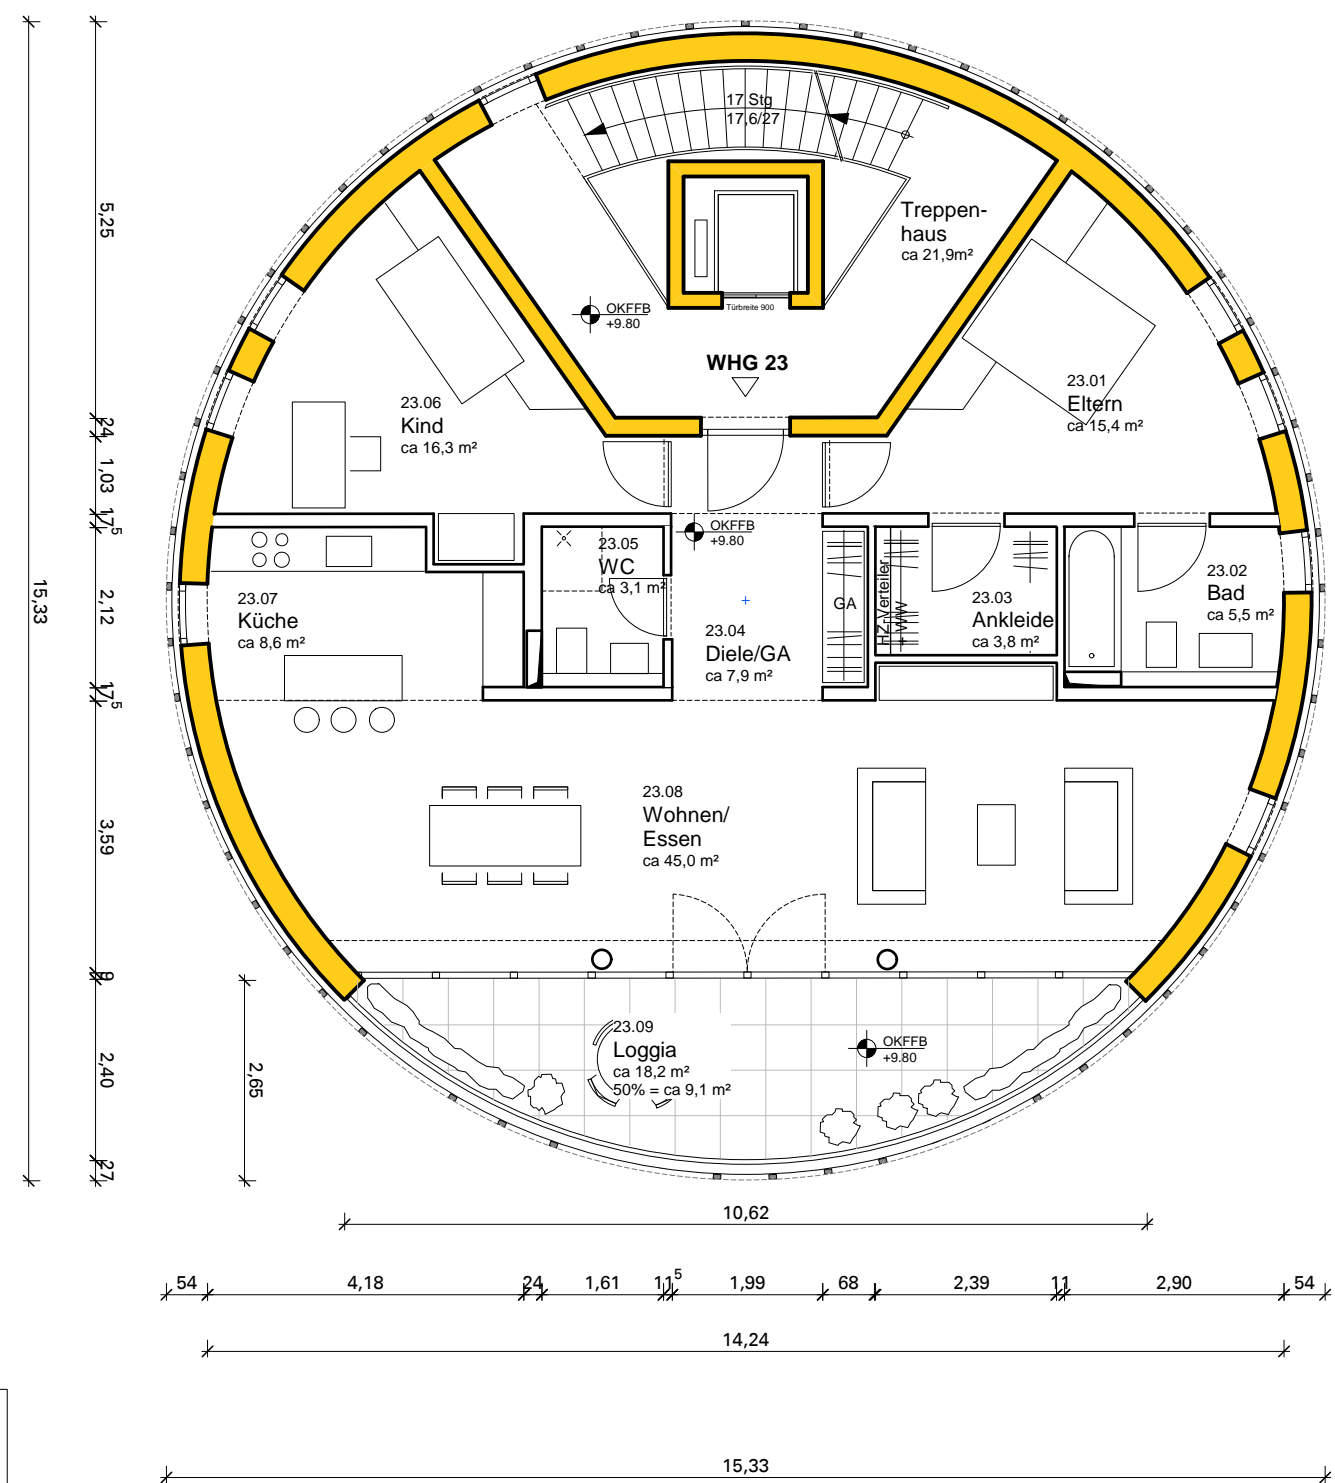 17 Stg
17,6/27
Treppen-
haus
ca 21,9m²
OKFFB
+9.80
Türbreite 900
WHG 23
23.06
Kind
ca 16,3 m²
23.01
Eltern
ca 15,4 m²
OKFFB
+9.80
23.05
WC
ca 3,1 m²
23.07
Küche
ca 8,6 m²
23.04
Diele/GA
ca 7,9 m²
GA
HZ-Verteiler
+ WW
23.03
Ankleide
ca 3,8 m²
23.02
Bad
ca 5,5 m²
23.08
Wohnen/
Essen
ca 45,0 m²
23.09
Loggia
ca 18,2 m²
50% = ca 9,1 m²
OKFFB
+9.80
15,33
5,25
24
1,03
17⁵
2,12
17⁵
3,59
9
2,40
27
2,65
10,62
54
4,18
24
1,61
11⁵
1,99
68
2,39
11
2,90
54
14,24
15,33